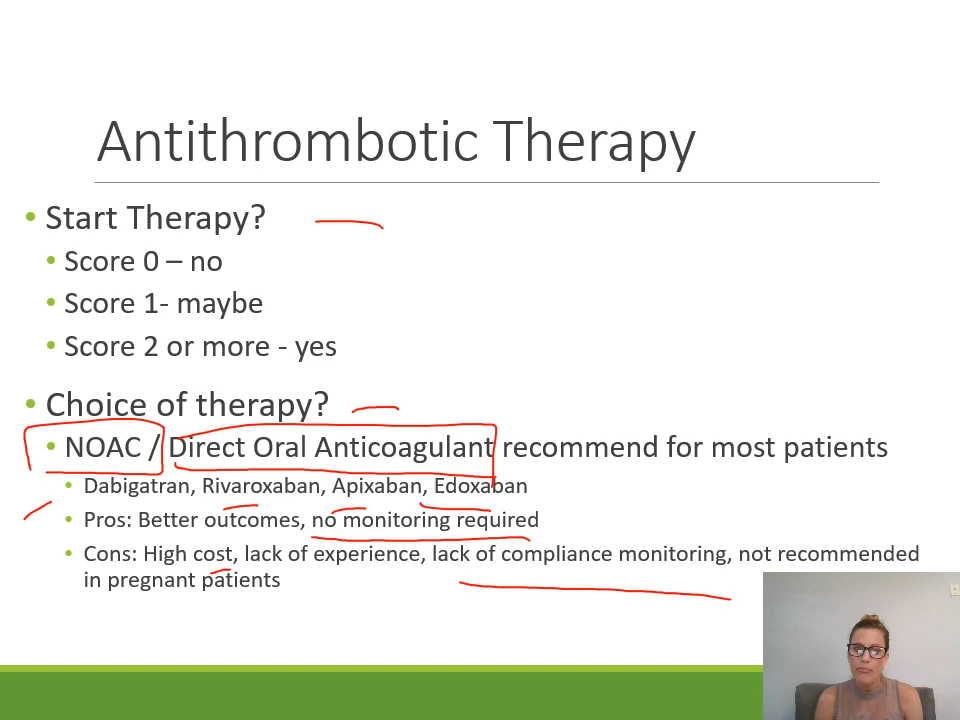 Antithrombotic Therapy
• Start Therapy?
• Score 0 – no
• Score 1- maybe
• Score 2 or more - yes
• Choice of therapy?
• NOAC / Direct Oral Anticoagulant recommend for most patients
• Dabigatran, Rivaroxaban, Apixaban, Edoxaban
• Pros: Better outcomes, no monitoring required
• Cons: High cost, lack of experience, lack of compliance monitoring, not recommended
in pregnant patients